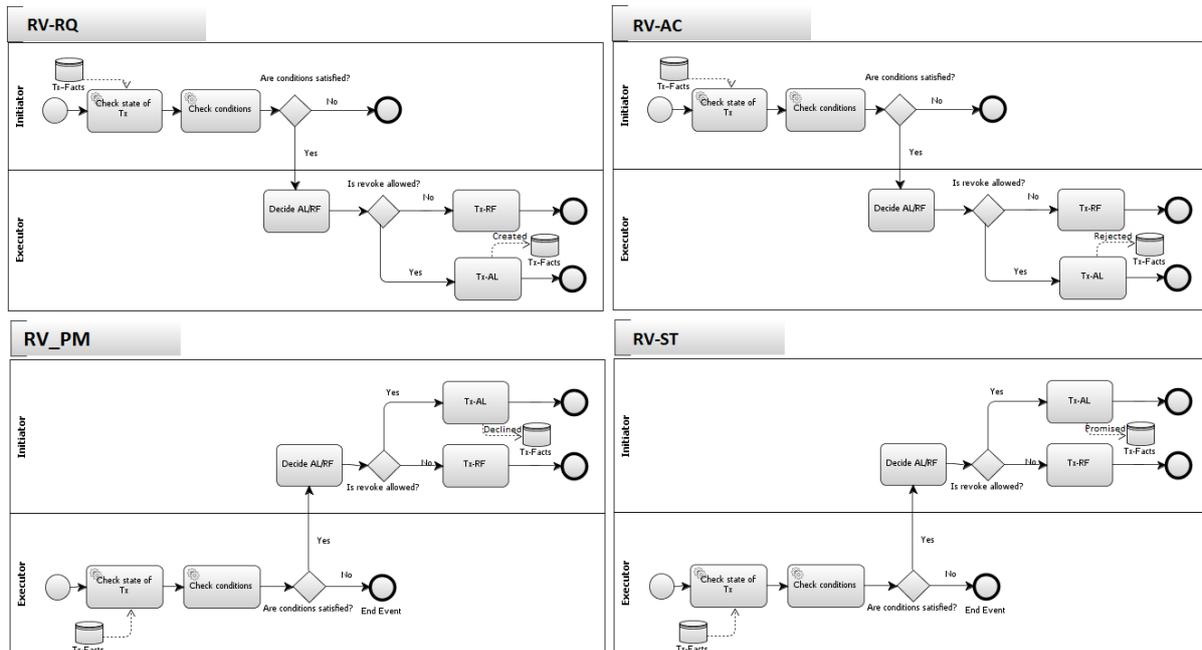 RV-RQ
Initiator
Tx-Facts
Check state of
Tx
Check conditions
Are conditions satisfied?
No
Yes
Executor
Decide AL/RF
Is revoke allowed?
No
Tx-RF
Created
Tx-Facts
Yes
Tx-AL
RV-AC
Initiator
Tx-Facts
Check state of
Tx
Check conditions
Are conditions satisfied?
No
Yes
Executor
Decide AL/RF
Is revoke allowed?
No
Tx-RF
Rejected
Tx-Facts
Yes
Tx-AL
RV_PM
Initiator
Yes
Tx-AL
Declined
Tx-Facts
Decide AL/RF
No
Tx-RF
Is revoke allowed?
Executor
Yes
Check state of
Tx
Check conditions
No
Are conditions satisfied?
End Event
Tx-Facts
RV-ST
Initiator
Yes
Tx-AL
Promised
Tx-Facts
Decide AL/RF
No
Tx-RF
Is revoke allowed?
Executor
Yes
Check state of
Tx
Check conditions
No
Are conditions satisfied?
End Event
Tx-Facts